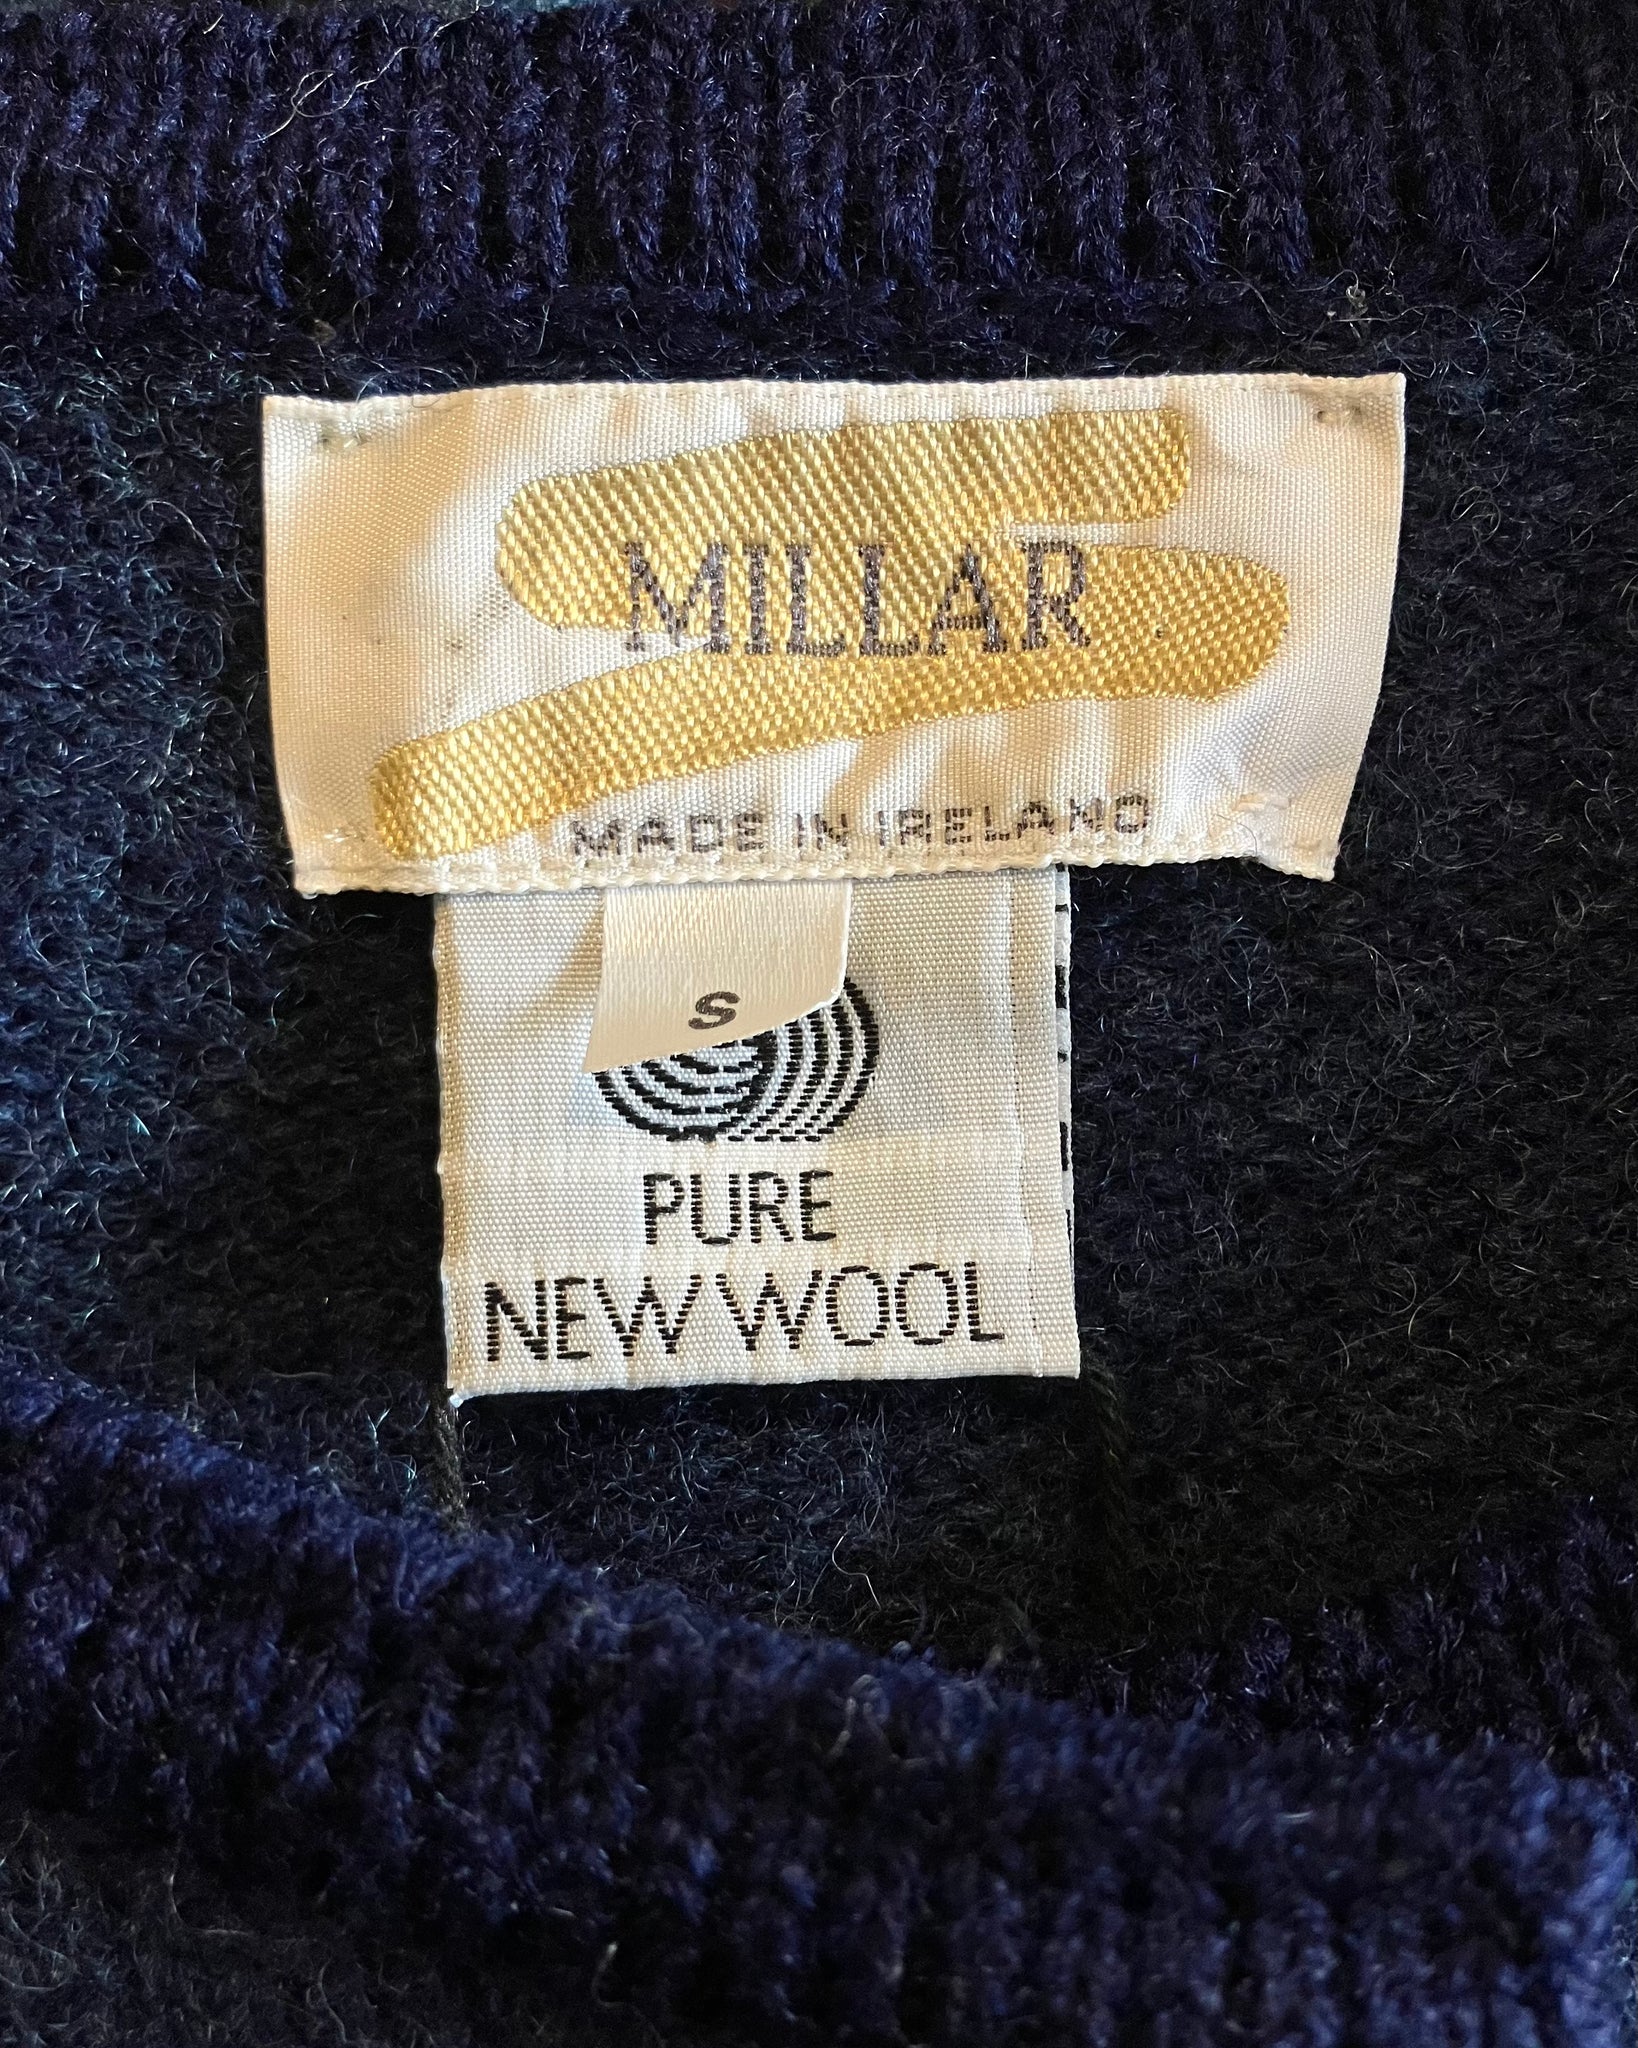 MILLAR
MADE IN IRELAND
S
PURE
NEW WOOL